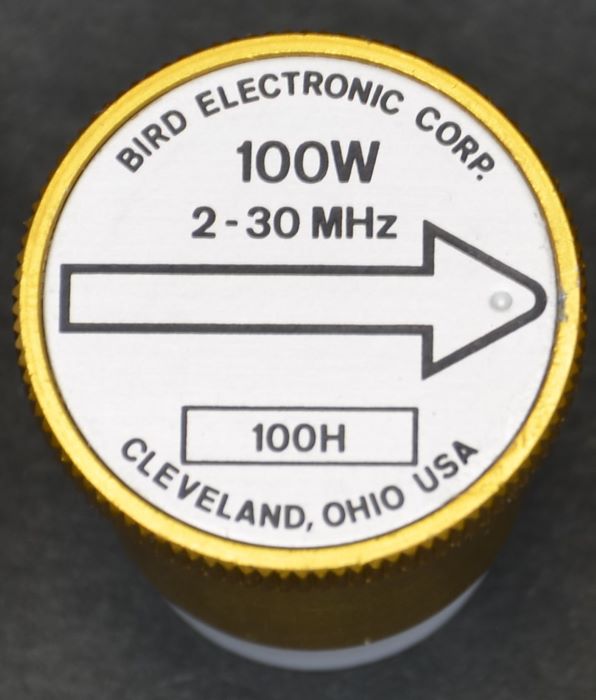 BIRD ELECTRONIC CORP.
100W
2-30 MHz
100H
CLEVELAND, OHIO USA